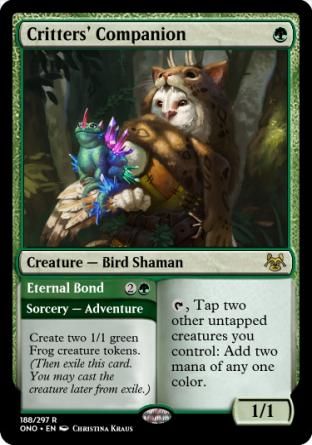 Critters' Companion
Creature — Bird Shaman
Eternal Bond 2
Sorcery — Adventure
Create two 1/1 green
Frog creature tokens.
(Then exile this card.
You may cast the
creature later from exile.)
, Tap two
other untapped
creatures you
control: Add two
mana of any one
color.
1/1
188/297 R
ONO • EN Christina Kraus